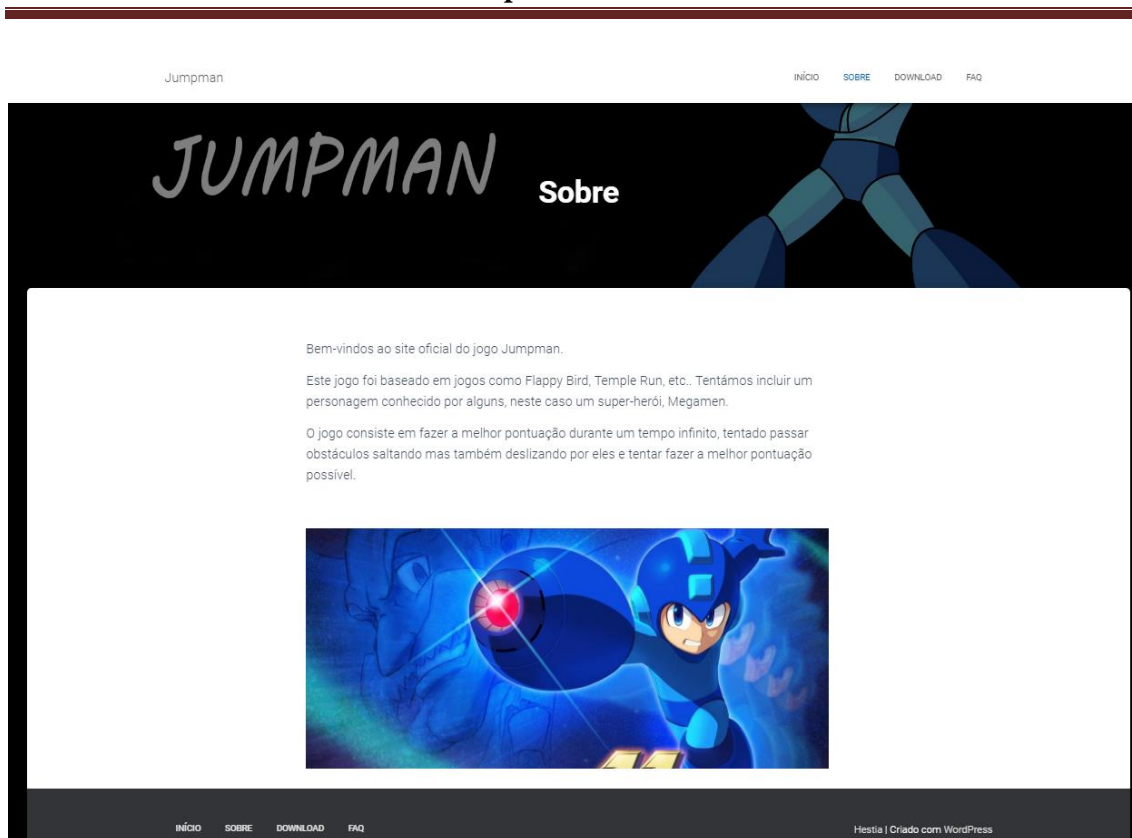 Jumpman
INÍCIO SOBRE DOWNLOAD FAQ
JUMPMAN
Sobre
Bem-vindos ao site oficial do jogo Jumpman.
Este jogo foi baseado em jogos como Flappy Bird, Temple Run, etc.. Tentámos incluir um
personagem conhecido por alguns, neste caso um super-herói, Megamen.
O jogo consiste em fazer a melhor pontuação durante um tempo infinito, tentado passar
obstáculos saltando mas também deslizando por eles e tentar fazer a melhor pontuação
possível.
INÍCIO SOBRE DOWNLOAD FAQ
Hestia | Criado com WordPress